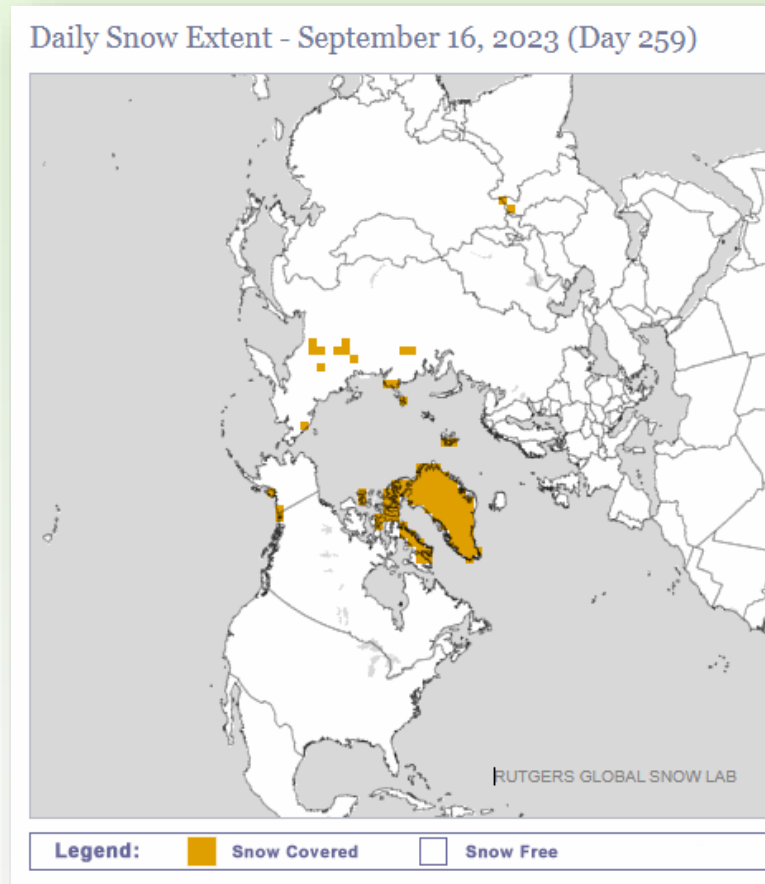 Daily Snow Extent - September 16, 2023 (Day 259)
RUTGERS GLOBAL SNOW LAB
Legend: Snow Covered Snow Free